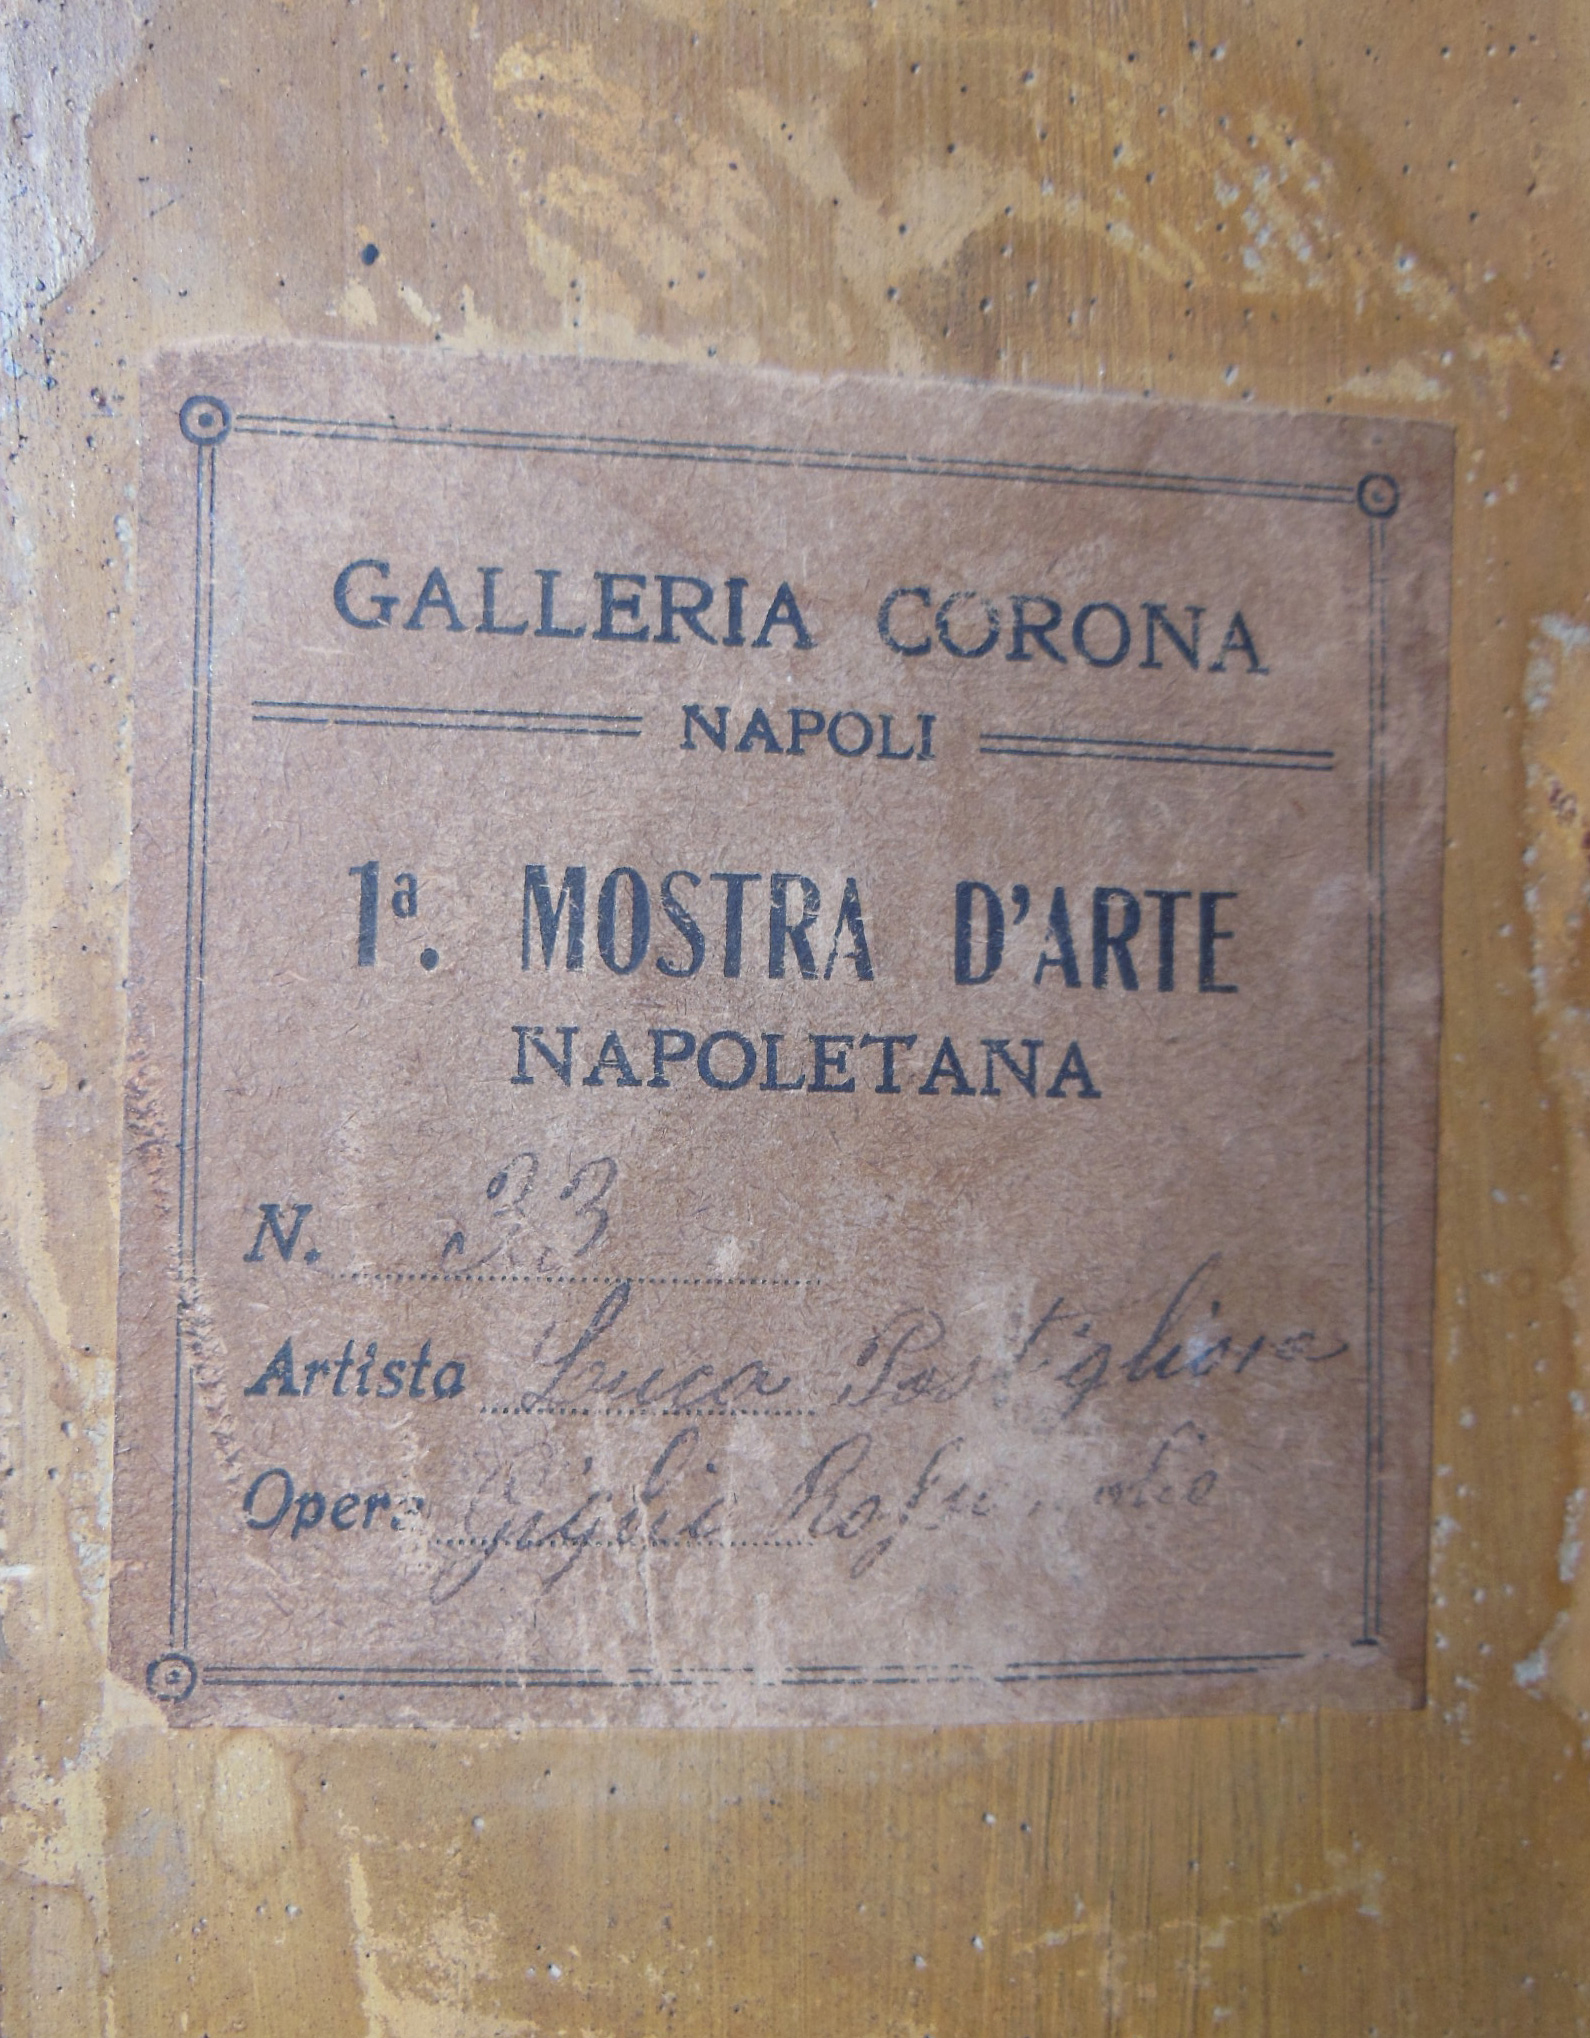 GALLERIA CORONA
NAPOLI
1a. MOSTRA D'ARTE
NAPOLETANA
N. 33
Artista Luca Postiglione
Opera Gigli